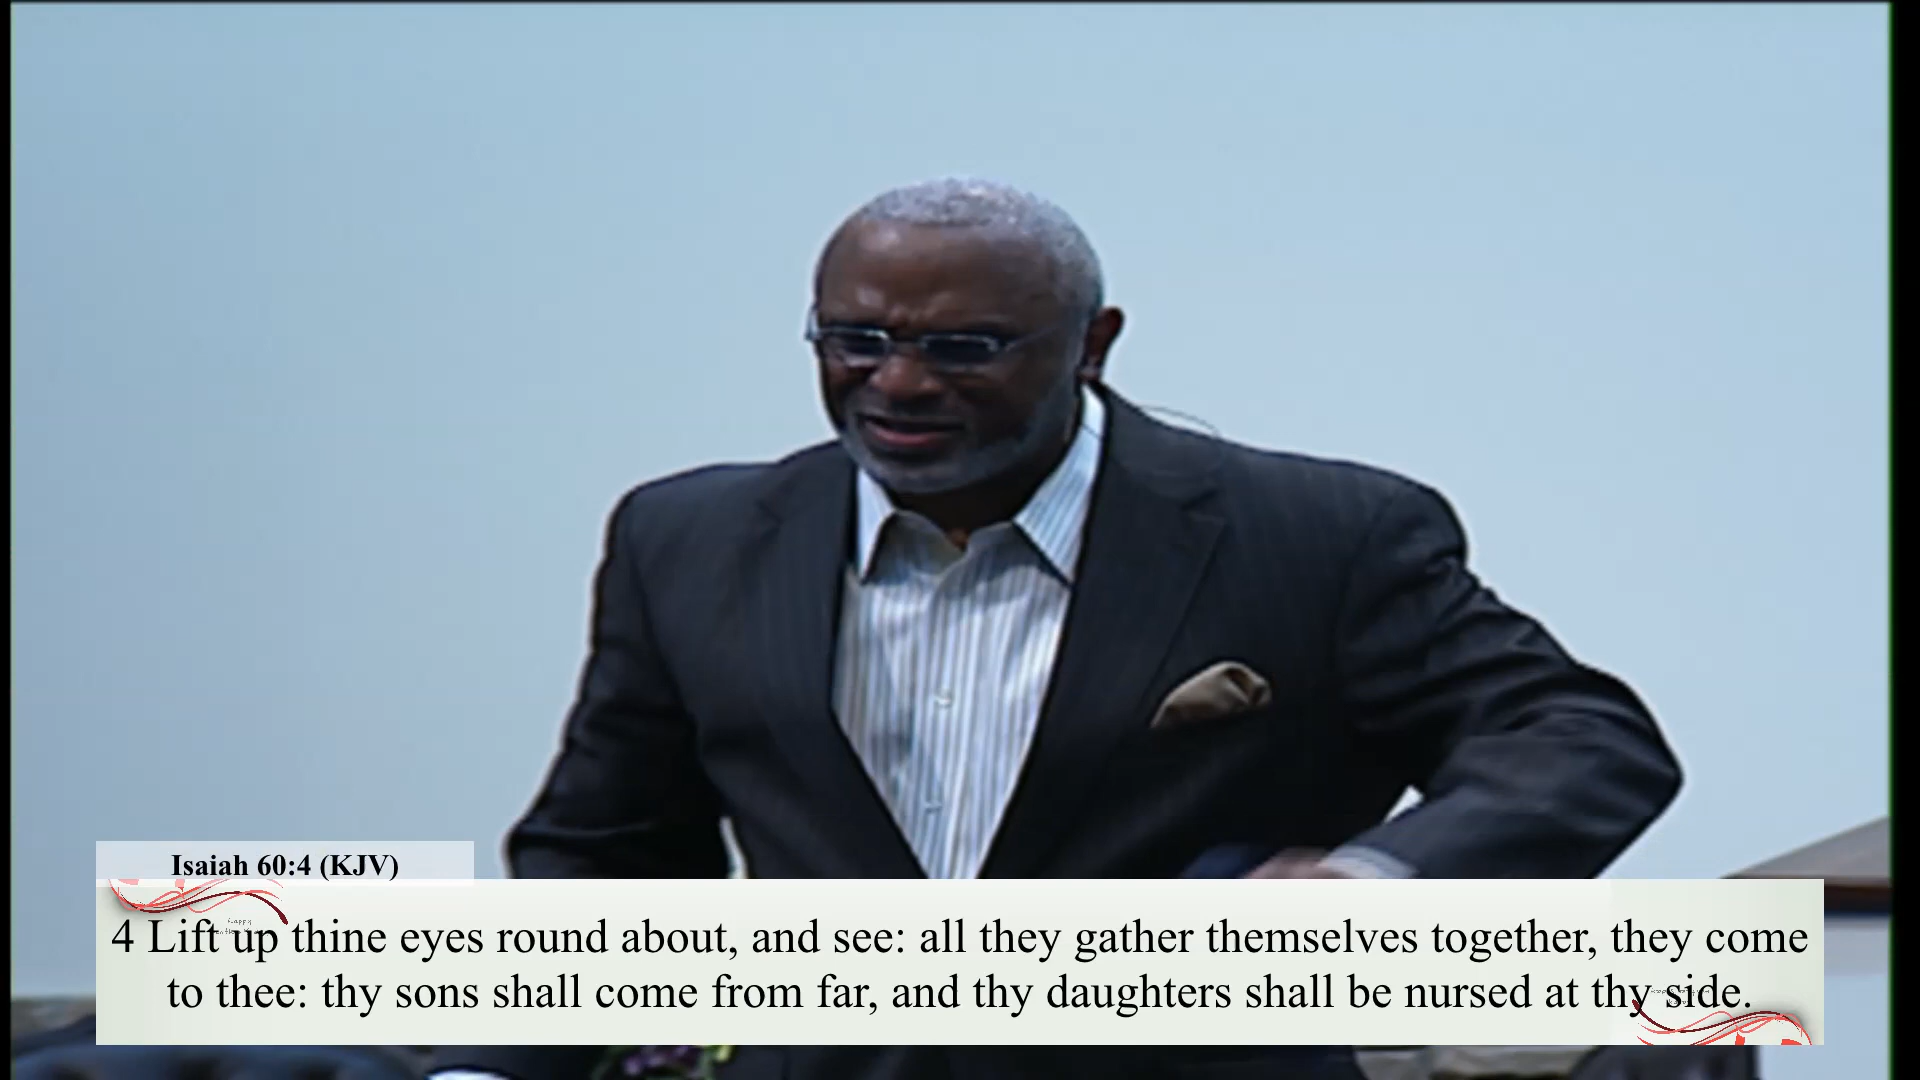 Isaiah 60:4 (KJV)
4 Lift up thine eyes round about, and see: all they gather themselves together, they come
to thee: thy sons shall come from far, and thy daughters shall be nursed at thy side.